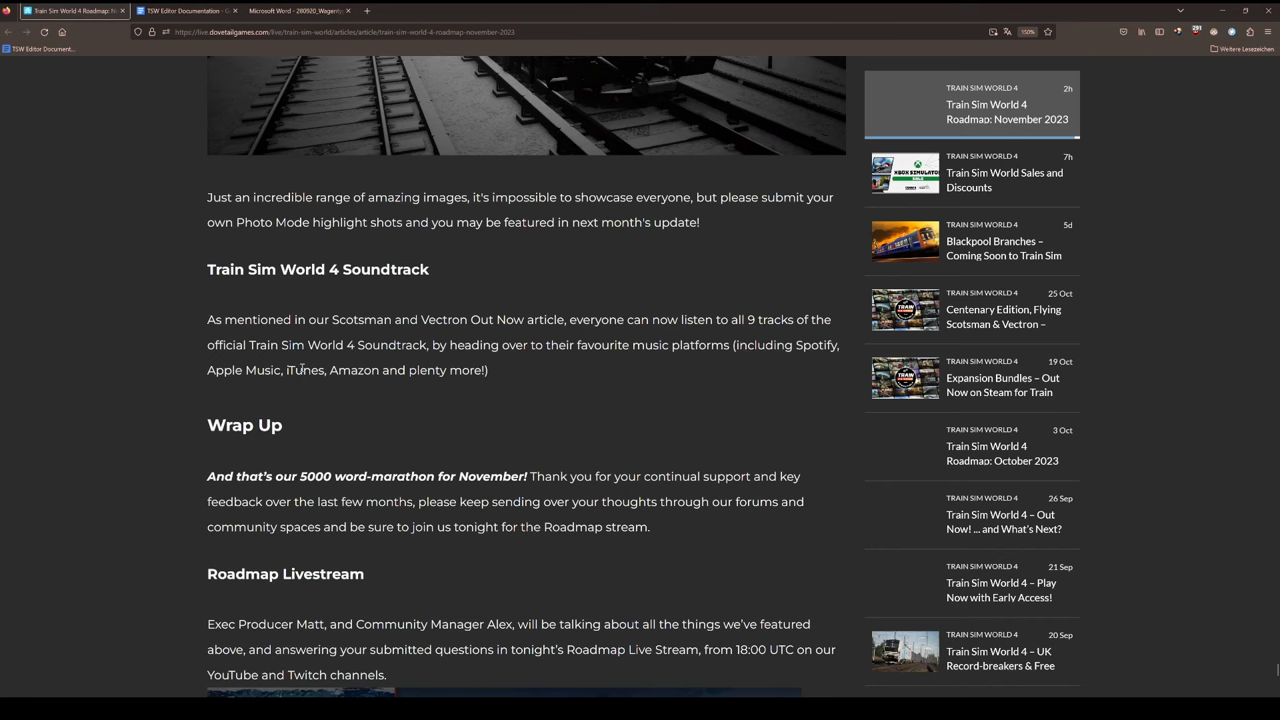 Train Sim World 4 Roadmap: No
TSW Editor Documentation - G
Microsoft Word - 280920_Wagenty
https://live.dovetailgames.com/live/train-sim-world/articles/article/train-sim-world-4-roadmap-november-2023
150%
TSW Editor Document...
Weitere Lesezeichen
Just an incredible range of amazing images, it's impossible to showcase everyone, but please submit your
own Photo Mode highlight shots and you may be featured in next month's update!
Train Sim World 4 Soundtrack
As mentioned in our Scotsman and Vectron Out Now article, everyone can now listen to all 9 tracks of the
official Train Sim World 4 Soundtrack, by heading over to their favourite music platforms (including Spotify,
Apple Music, iTunes, Amazon and plenty more!)
Wrap Up
And that's our 5000 word-marathon for November! Thank you for your continual support and key
feedback over the last few months, please keep sending over your thoughts through our forums and
community spaces and be sure to join us tonight for the Roadmap stream.
Roadmap Livestream
Exec Producer Matt, and Community Manager Alex, will be talking about all the things we've featured
above, and answering your submitted questions in tonight's Roadmap Live Stream, from 18:00 UTC on our
YouTube and Twitch channels.
TRAIN SIM WORLD 4 2h
Train Sim World 4
Roadmap: November 2023
TRAIN SIM WORLD 4 7h
Train Sim World Sales and
Discounts
XBOX SIMULATOR
SALE
TRAIN SIM WORLD 4 5d
Blackpool Branches –
Coming Soon to Train Sim
TRAIN SIM WORLD 4 25 Oct
Centenary Edition, Flying
Scotsman & Vectron –
TRAIN SIM WORLD 4 19 Oct
Expansion Bundles – Out
Now on Steam for Train
TRAIN SIM WORLD 4 3 Oct
Train Sim World 4
Roadmap: October 2023
TRAIN SIM WORLD 4 26 Sep
Train Sim World 4 – Out
Now! ... and What's Next?
TRAIN SIM WORLD 4 21 Sep
Train Sim World 4 – Play
Now with Early Access!
TRAIN SIM WORLD 4 20 Sep
Train Sim World 4 – UK
Record-breakers & Free